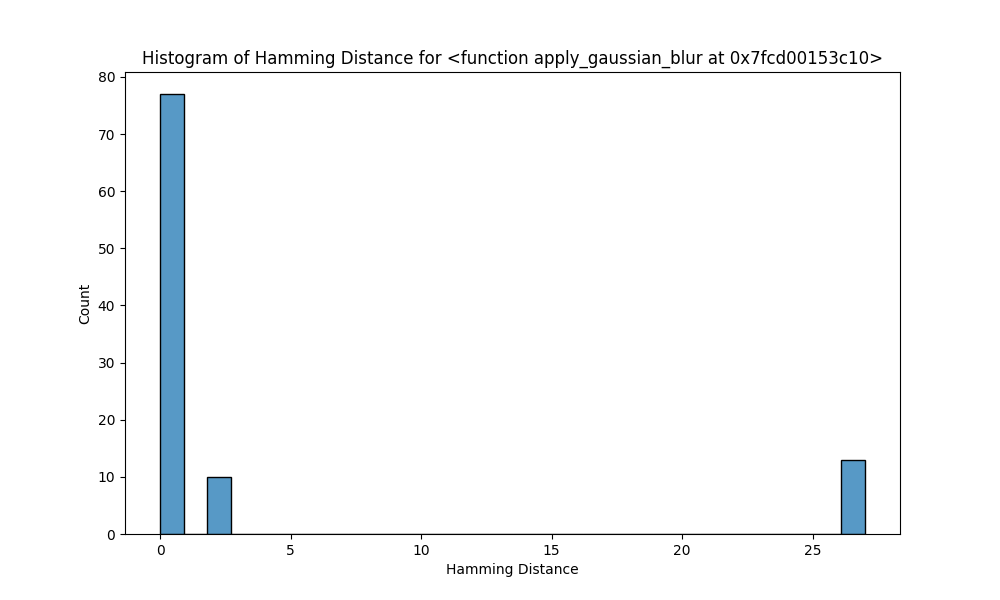 Histogram of Hamming Distance for <function apply_gaussian_blur at 0x7fcd00153c10>
80
70
60
50
40
30
20
10
0
Count
0 5 10 15 20 25
Hamming Distance